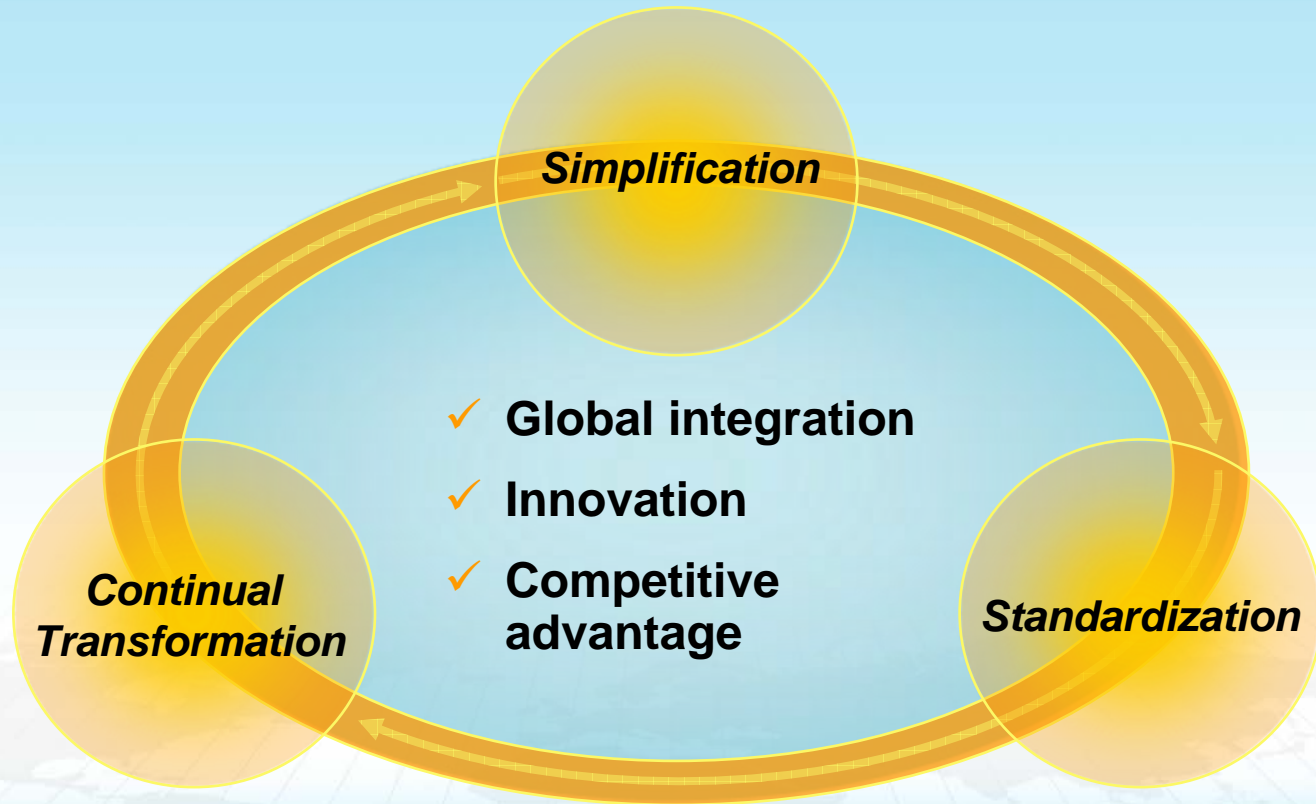 Simplification
✓ Global integration
✓ Innovation
✓ Competitive
advantage
Continual
Transformation
Standardization